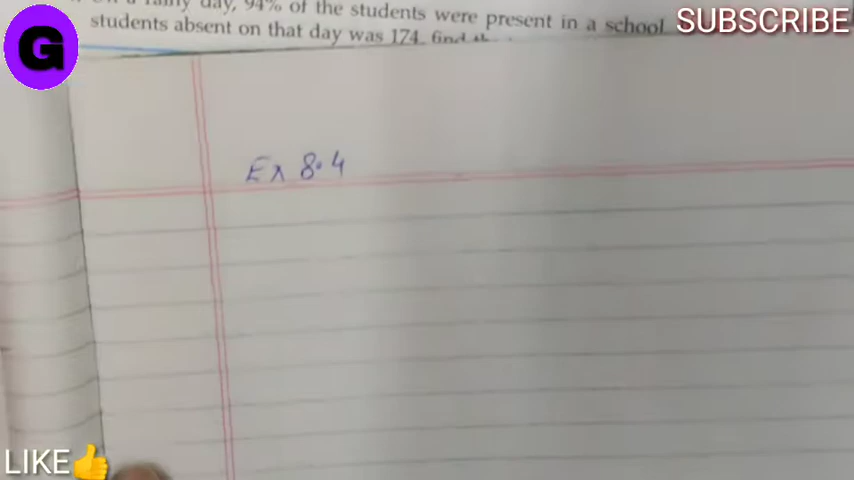 day, 94% of the students were present in a school
students absent on that day was 174, find
SUBSCRIBE
G
Ex 8.4
LIKE